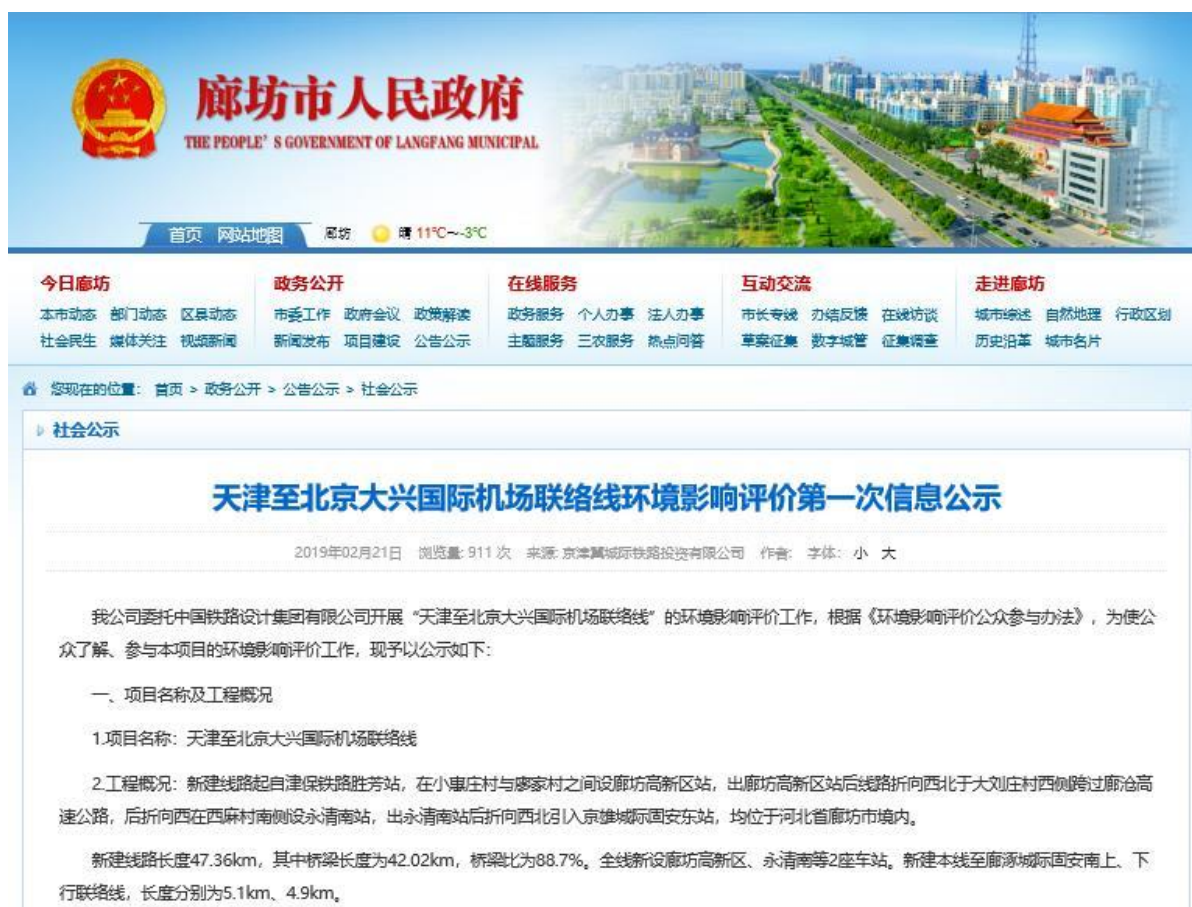 廊坊市人民政府
THE PEOPLE' S GOVERNMENT OF LANGFANG MUNICIPAL
首页 网站地图 廊坊 晴 11℃~-3℃
今日廊坊 政务公开 在线服务 互动交流 走进廊坊
本市动态 部门动态 区县动态 市委工作 政府会议 政策解读 政务服务 个人办事 法人办事 市长专线 办结反馈 在线访谈 城市综述 自然地理 行政区划
社会民生 媒体关注 视频新闻 新闻发布 项目建设 公告公示 主题服务 三农服务 热点问答 草案征集 数字城管 征集调查 历史沿革 城市名片
您现在的位置： 首页 > 政务公开 > 公告公示 > 社会公示
社会公示
天津至北京大兴国际机场联络线环境影响评价第一次信息公示
2019年02月21日 浏览量: 911 次 来源: 京津冀城际铁路投资有限公司 作者: 字体： 小 大
我公司委托中国铁路设计集团有限公司开展“天津至北京大兴国际机场联络线”的环境影响评价工作，根据《环境影响评价公众参与办法》，为使公
众了解、参与本项目的环境影响评价工作，现予以公示如下：
一、项目名称及工程概况
1.项目名称：天津至北京大兴国际机场联络线
2.工程概况：新建线路起自津保铁路胜芳站，在小惠庄村与廖家村之间设廊坊高新区站，出廊坊高新区站后线路折向西北于大刘庄村西侧跨过廊沧高
速公路，后折向西在西麻村南侧设永清南站，出永清南站后折向西北引入京雄城际固安东站，均位于河北省廊坊市境内。
新建线路长度47.36km，其中桥梁长度为42.02km，桥梁比为88.7%。全线新设廊坊高新区、永清南等2座车站。新建本线至廊涿城际固安南上、下
行联络线，长度分别为5.1km、4.9km。